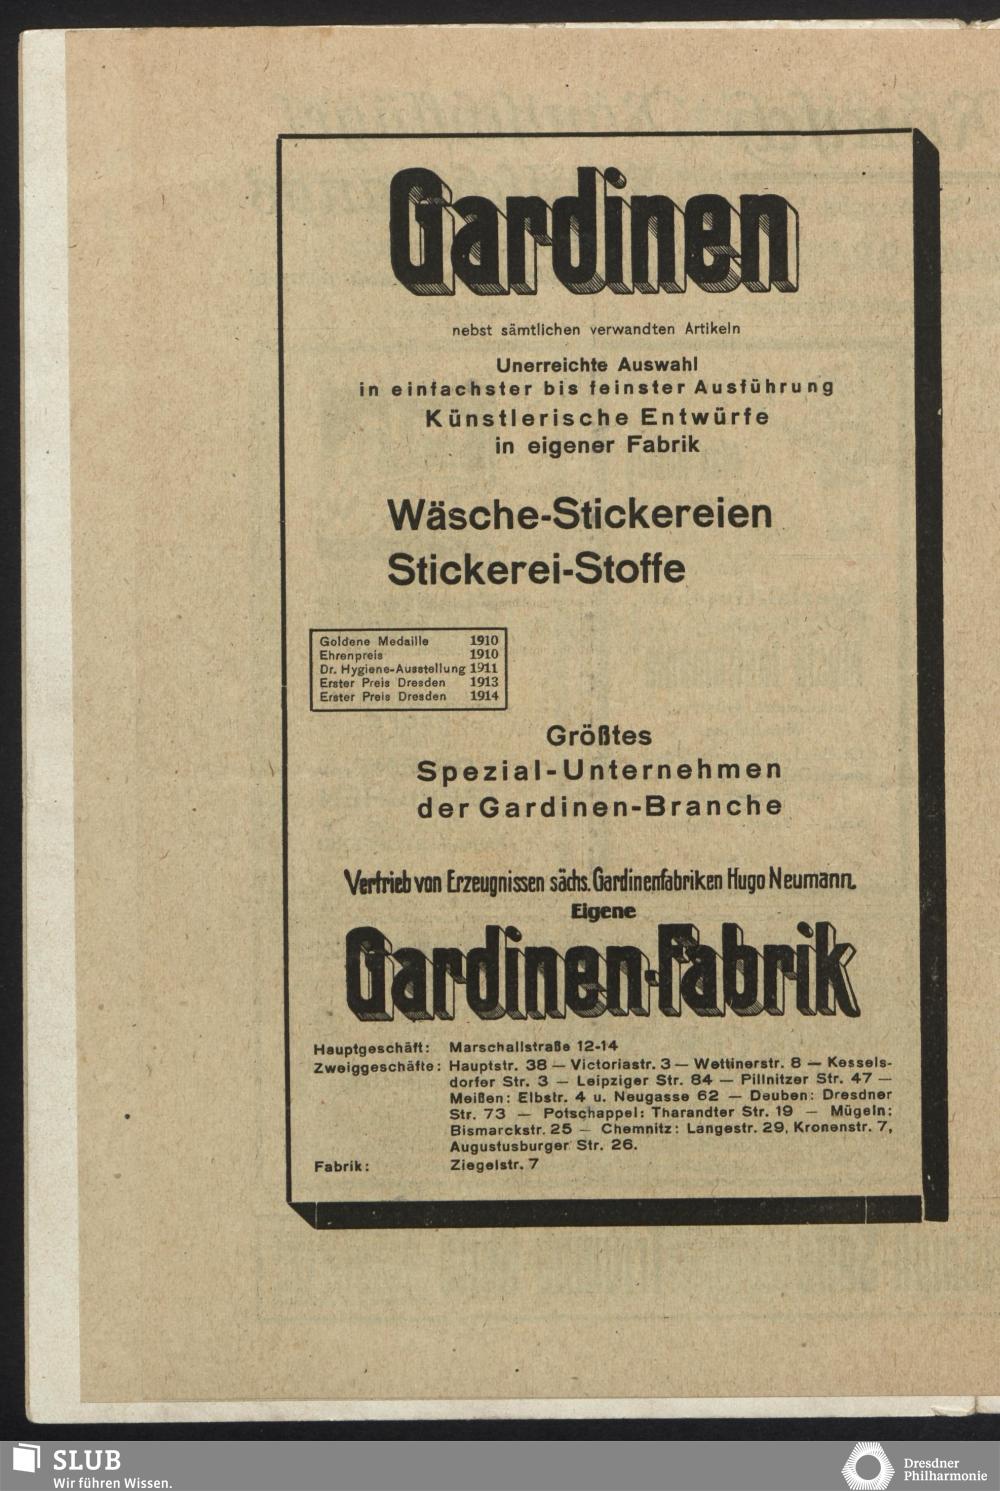 Gardinen
nebst sämtlichen verwandten Artikeln
Unerreichte Auswahl
in einfachster bis feinster Ausführung
Künstlerische Entwürfe
in eigener Fabrik
Wäsche-Stickereien
Stickerei-Stoffe
Goldene Medaille 1910
Ehrenpreis 1910
Dr. Hygiene-Ausstellung 1911
Erster Preis Dresden 1913
Erster Preis Dresden 1914
Größtes
Spezial-Unternehmen
der Gardinen-Branche
Vertrieb von Erzeugnissen sächs. Gardinenfabriken Hugo Neumann.
Eigene
Gardinen-Fabrik
Hauptgeschäft: Marschallstraße 12-14
Zweiggeschäfte: Hauptstr. 38 — Victoriastr. 3 — Wettinerstr. 8 — Kessels-
dorfer Str. 3 — Leipziger Str. 84 — Pillnitzer Str. 47 —
Meißen: Elbstr. 4 u. Neugasse 62 — Deuben: Dresdner
Str. 73 — Potschappel: Tharandter Str. 19 — Mügeln:
Bismarckstr. 25 — Chemnitz: Langestr. 29, Kronenstr. 7,
Augustusburger Str. 26.
Fabrik: Ziegelstr. 7
SLUB
Wir führen Wissen.
Dresdner
Philharmonie